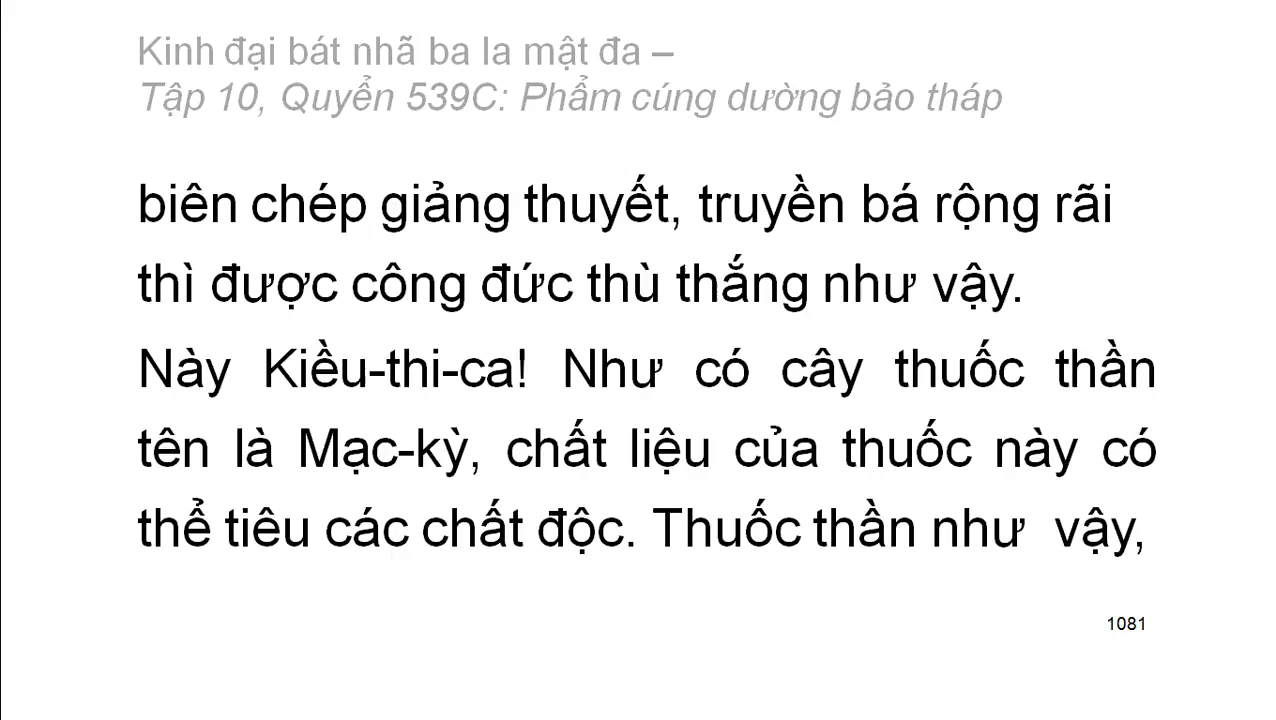 Kinh đại bát nhã ba la mật đa –
Tập 10, Quyển 539C: Phẩm cúng dường bảo tháp
biên chép giảng thuyết, truyền bá rộng rãi
thì được công đức thù thắng như vậy.
Này Kiều-thi-ca! Như có cây thuốc thần
tên là Mạc-kỳ, chất liệu của thuốc này có
thể tiêu các chất độc. Thuốc thần như vậy,
1081